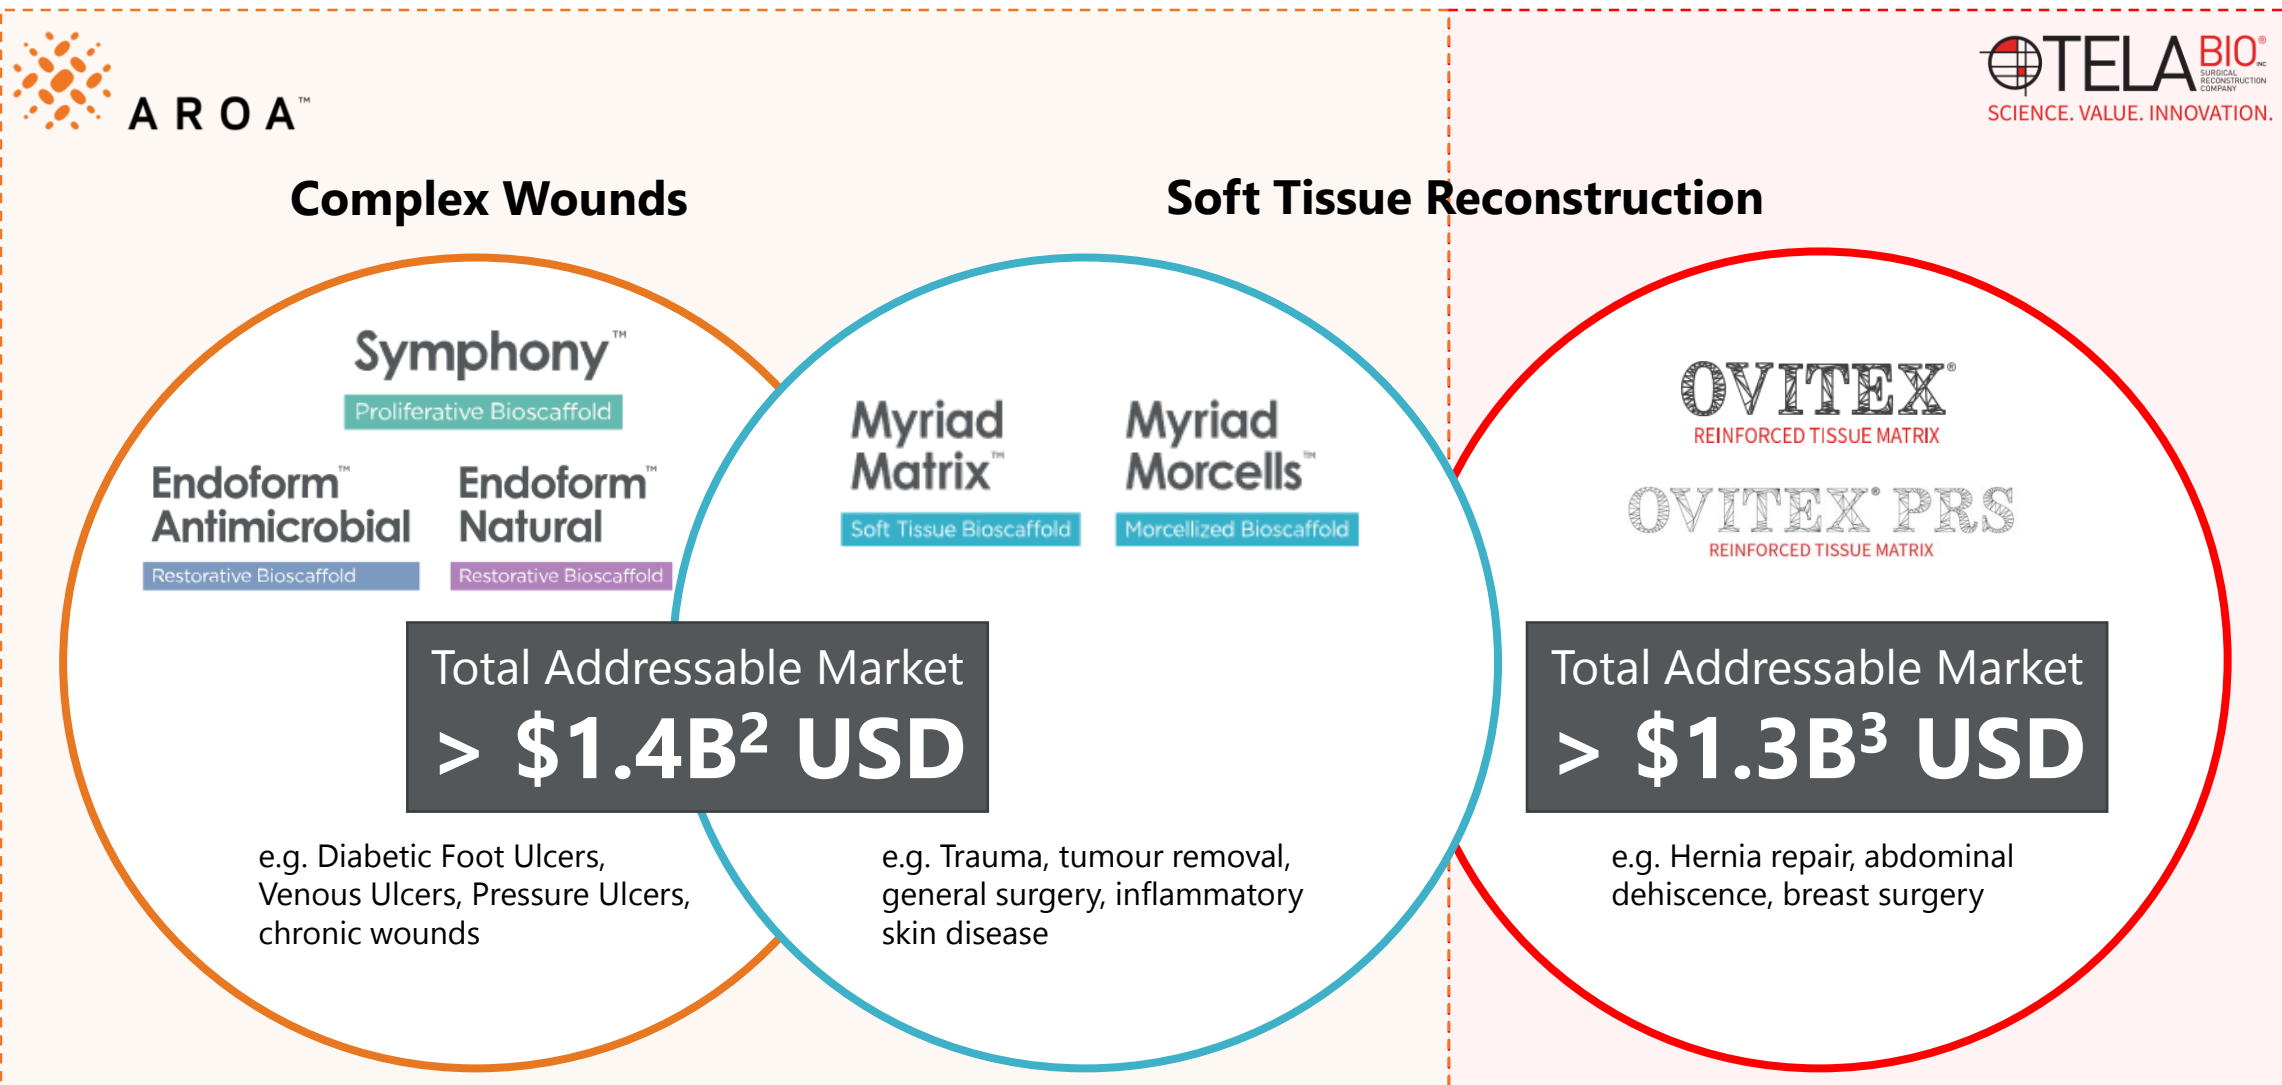 AROA™
OTELA BIO® INC
SURGICAL
RECONSTRUCTION
COMPANY
SCIENCE. VALUE. INNOVATION.
Complex Wounds
Soft Tissue Reconstruction
Symphony™
Proliferative Bioscaffold
Endoform™
Antimicrobial
Restorative Bioscaffold
Endoform™
Natural
Restorative Bioscaffold
Myriad
Matrix™
Soft Tissue Bioscaffold
Myriad
Morcells™
Morcellized Bioscaffold
OVITEX®
REINFORCED TISSUE MATRIX
OVITEX® PRS
REINFORCED TISSUE MATRIX
Total Addressable Market
> $1.4B² USD
Total Addressable Market
> $1.3B³ USD
e.g. Diabetic Foot Ulcers,
Venous Ulcers, Pressure Ulcers,
chronic wounds
e.g. Trauma, tumour removal,
general surgery, inflammatory
skin disease
e.g. Hernia repair, abdominal
dehiscence, breast surgery